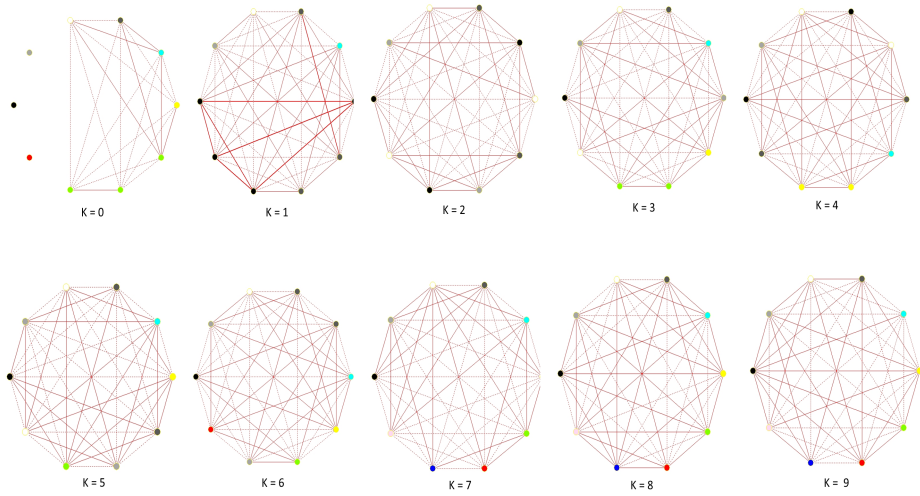 K = 0
K = 1
K = 2
K = 3
K = 4
K = 5
K = 6
K = 7
K = 8
K = 9